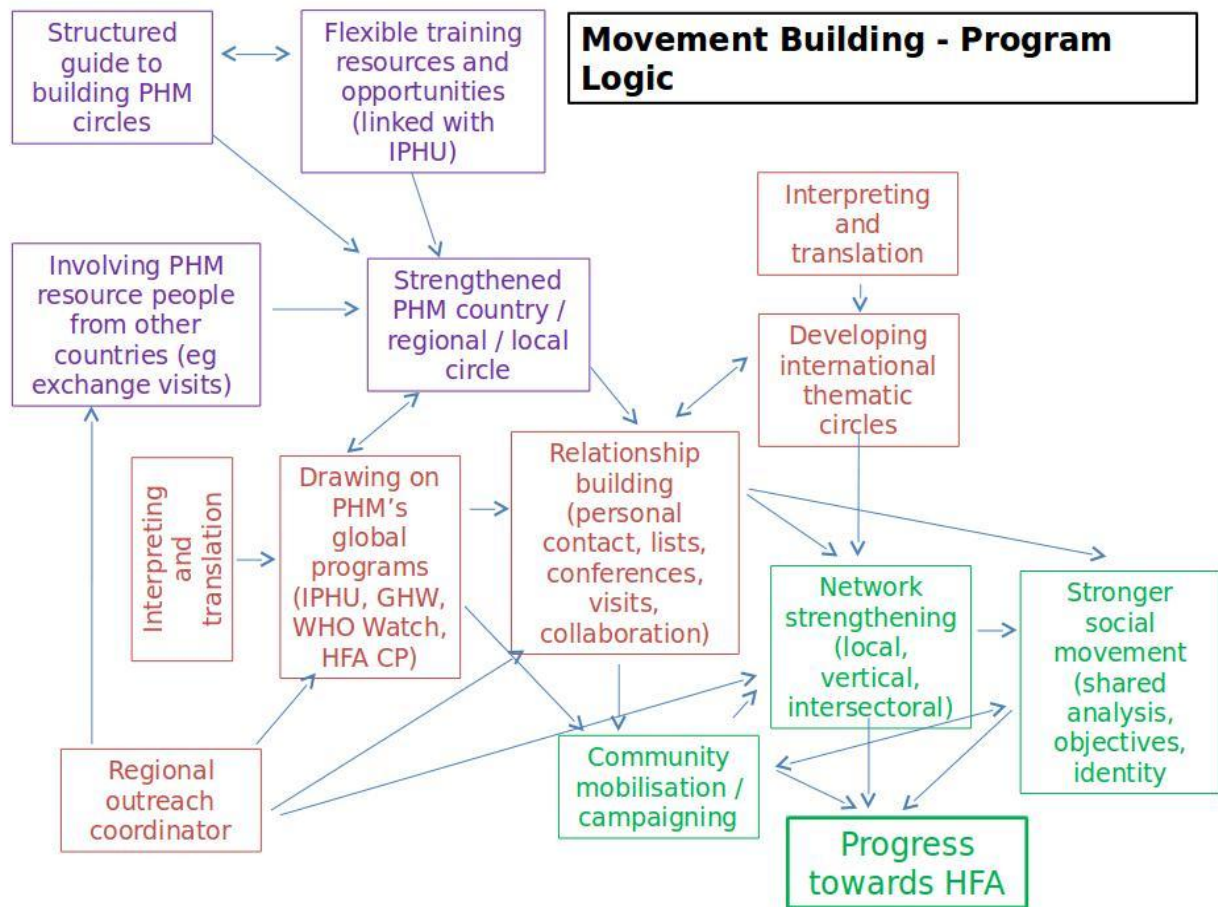 Structured
guide to
building PHM
circles
Flexible training
resources and
opportunities
(linked with
IPHU)
Movement Building - Program
Logic
Interpreting
and
translation
Involving PHM
resource people
from other
countries (eg
exchange visits)
Strengthened
PHM country /
regional / local
circle
Developing
international
thematic
circles
Interpreting
and
translation
Drawing on
PHM’s
global
programs
(IPHU, GHW,
WHO Watch,
HFA CP)
Relationship
building
(personal
contact, lists,
conferences,
visits,
collaboration)
Network
strengthening
(local,
vertical,
intersectoral)
Stronger
social
movement
(shared
analysis,
objectives,
identity
Regional
outreach
coordinator
Community
mobilisation /
campaigning
Progress
towards HFA